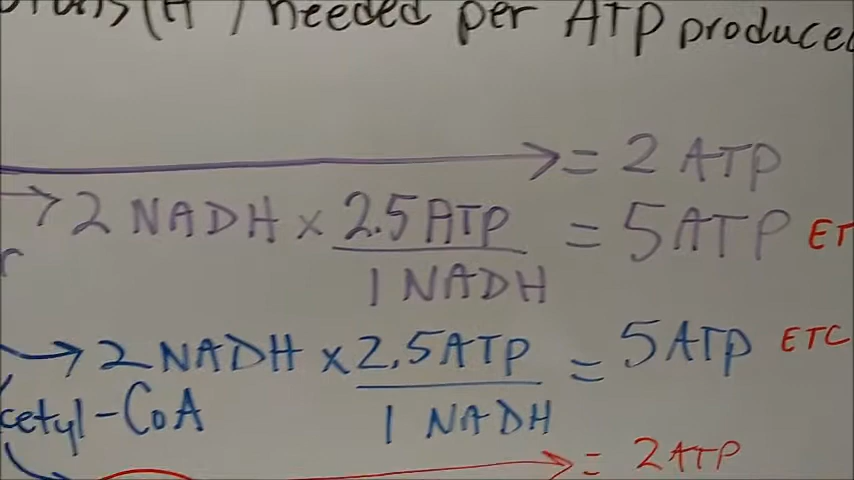 (H ) needed per ATP produced
= 2 ATP
2 NADH x 2.5 ATP = 5 ATP ET
1 NADH
r
2 NADH x 2.5 ATP = 5 ATP ETC
1 NADH
cetyl-CoA
= 2 ATP